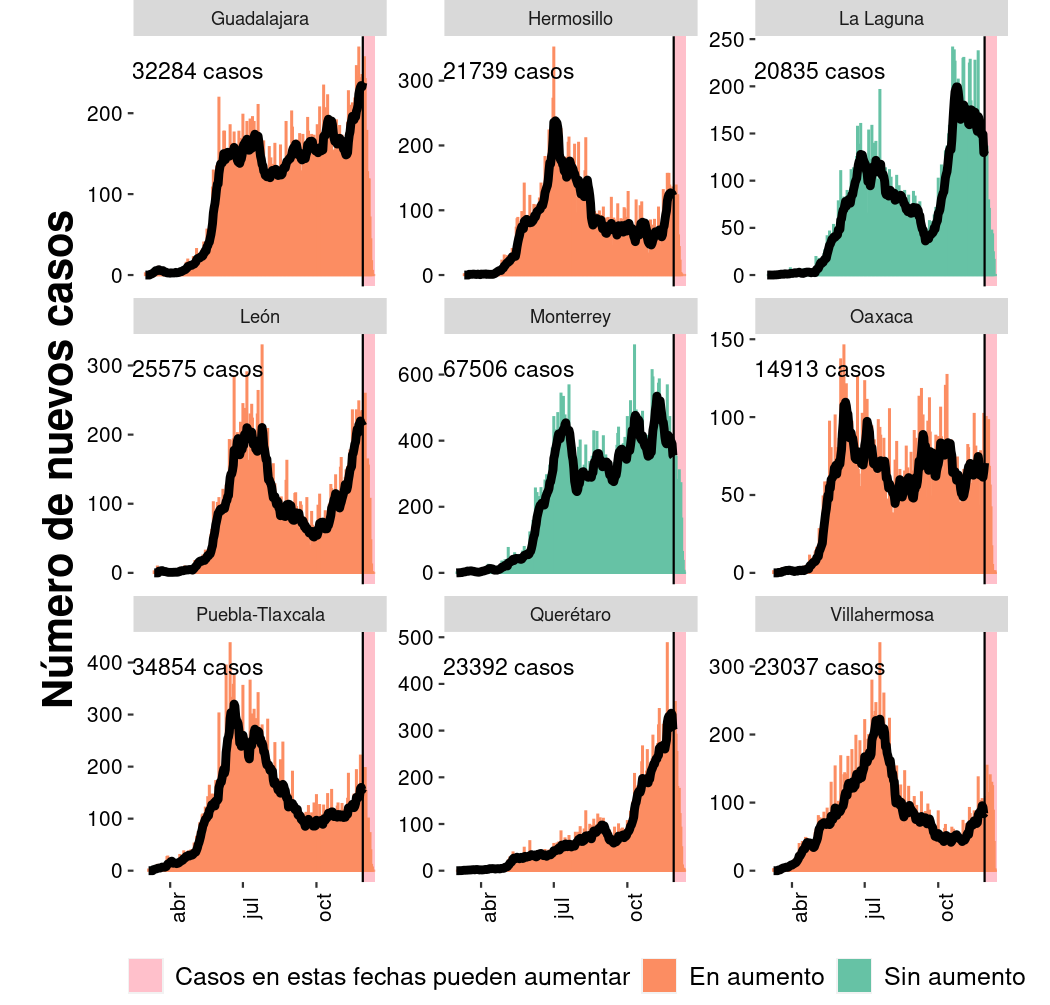 Número de nuevos casos
Guadalajara
32284 casos
200
100
0
Hermosillo
21739 casos
300
200
100
0
La Laguna
20835 casos
250
200
150
100
50
0
León
25575 casos
300
200
100
0
Monterrey
67506 casos
600
400
200
0
Oaxaca
14913 casos
150
100
50
0
Puebla-Tlaxcala
34854 casos
400
300
200
100
0
abr jul oct
Querétaro
23392 casos
500
400
300
200
100
0
abr jul oct
Villahermosa
23037 casos
300
200
100
0
abr jul oct
Casos en estas fechas pueden aumentar En aumento Sin aumento